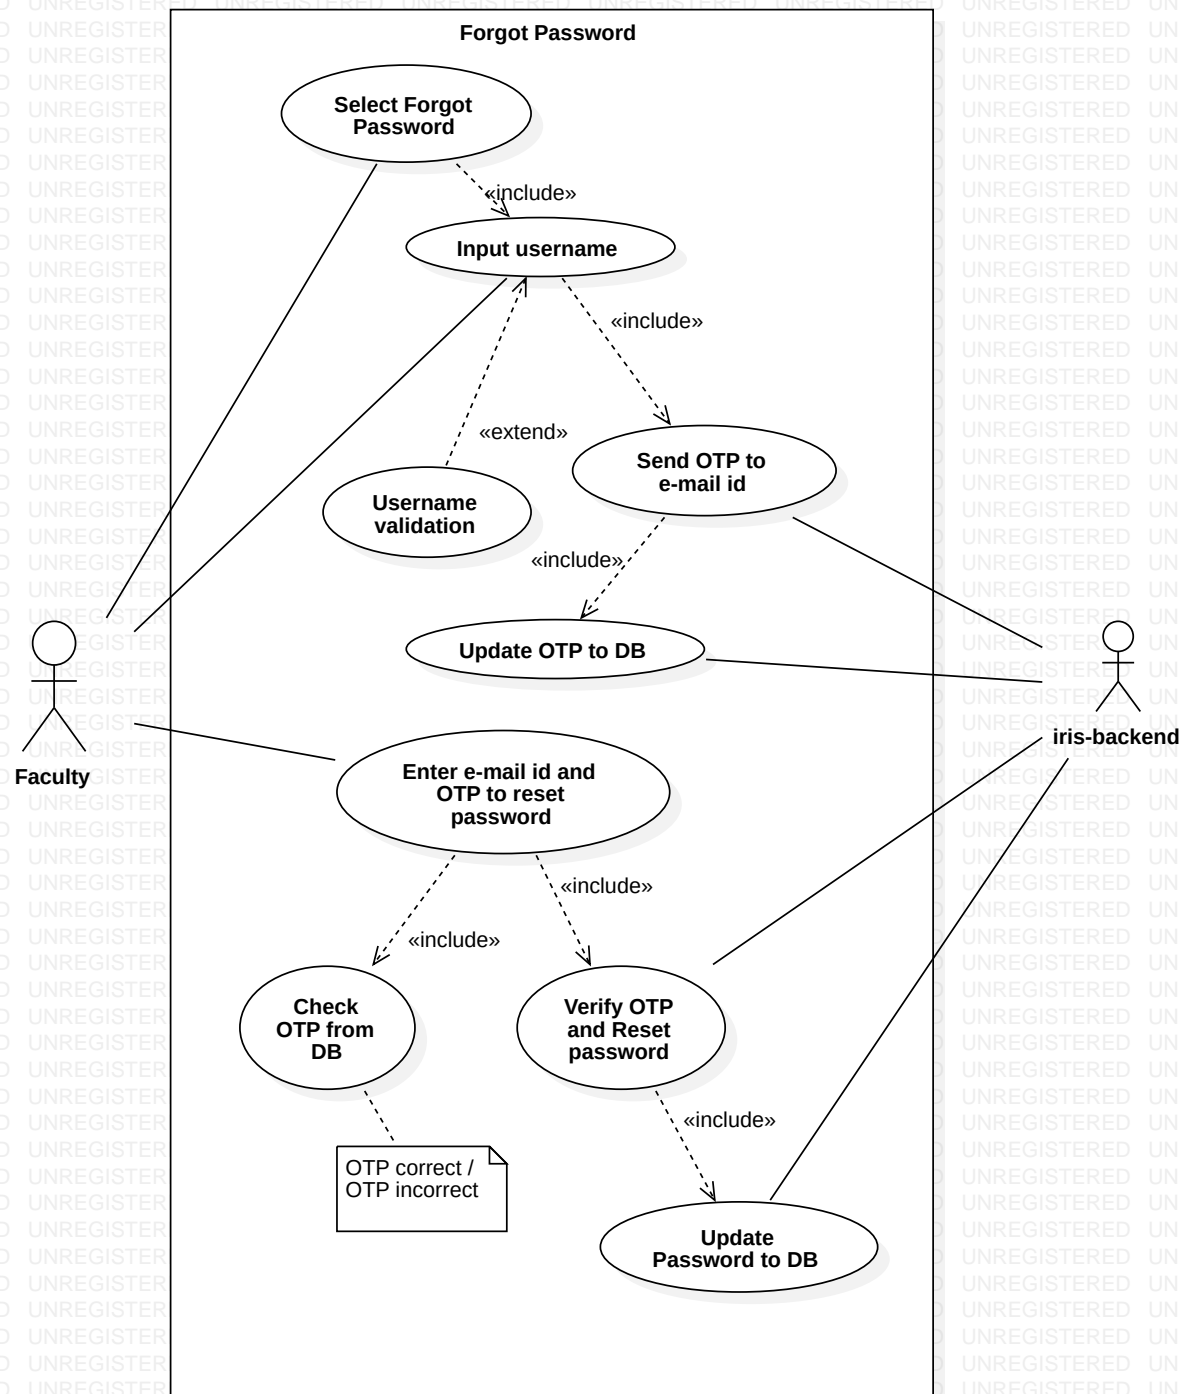 Forgot Password
Select Forgot
Password
«include»
Input username
«include»
«extend»
Send OTP to
e-mail id
Username
validation
«include»
Update OTP to DB
Faculty
iris-backend
Enter e-mail id and
OTP to reset
password
«include»
«include»
Check
OTP from
DB
Verify OTP
and Reset
password
«include»
OTP correct /
OTP incorrect
Update
Password to DB
UNREGISTERED